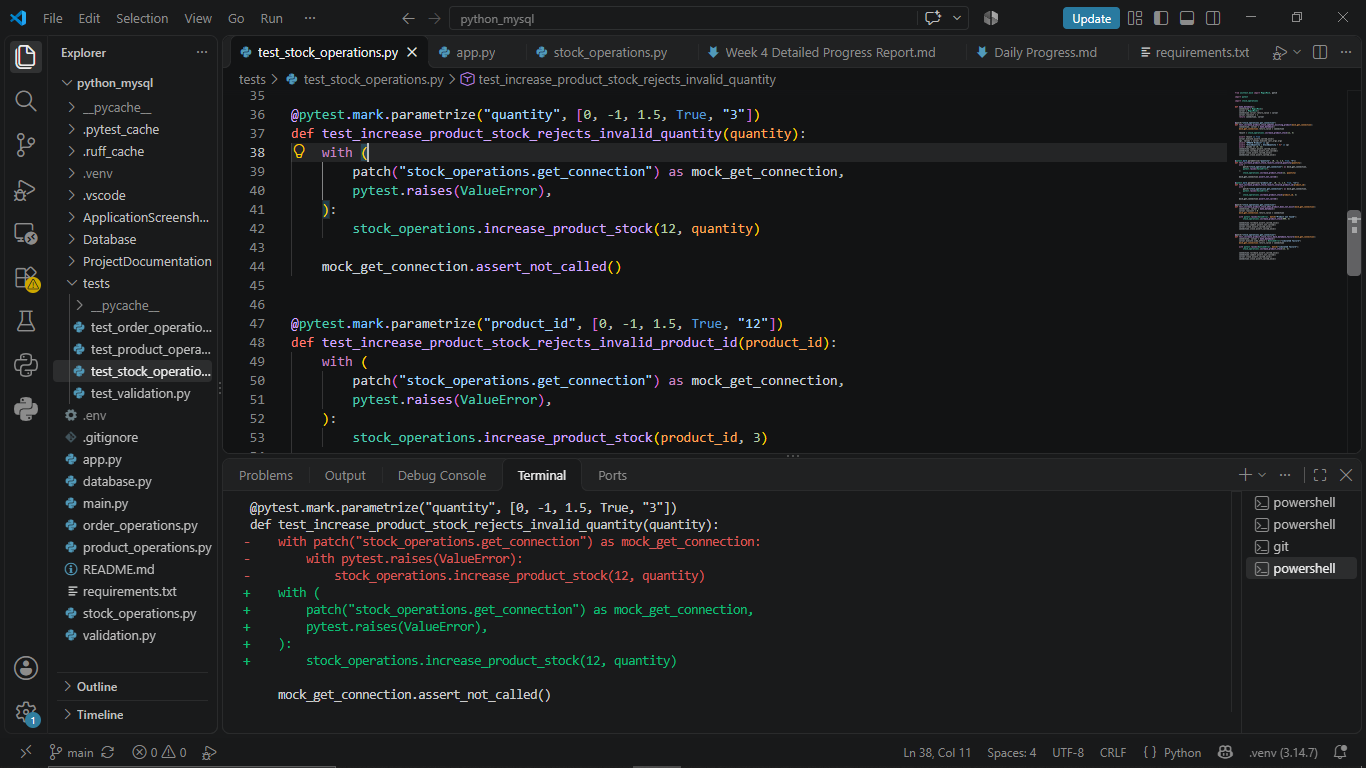 File Edit Selection View Go Run ···
python_mysql
Update
Explorer
python_mysql
__pycache__
.pytest_cache
.ruff_cache
.venv
.vscode
ApplicationScreensh...
Database
ProjectDocumentation
tests
__pycache__
test_order_operatio...
test_product_opera...
test_stock_operatio...
test_validation.py
.env
.gitignore
app.py
database.py
main.py
order_operations.py
product_operations.py
README.md
requirements.txt
stock_operations.py
validation.py
Outline
Timeline
test_stock_operations.py app.py stock_operations.py Week 4 Detailed Progress Report.md Daily Progress.md requirements.txt
tests > test_stock_operations.py > test_increase_product_stock_rejects_invalid_quantity
35
36 @pytest.mark.parametrize("quantity", [0, -1, 1.5, True, "3"])
37 def test_increase_product_stock_rejects_invalid_quantity(quantity):
38     with (
39         patch("stock_operations.get_connection") as mock_get_connection,
40         pytest.raises(ValueError),
41     ):
42         stock_operations.increase_product_stock(12, quantity)
43
44     mock_get_connection.assert_not_called()
45
46
47 @pytest.mark.parametrize("product_id", [0, -1, 1.5, True, "12"])
48 def test_increase_product_stock_rejects_invalid_product_id(product_id):
49     with (
50         patch("stock_operations.get_connection") as mock_get_connection,
51         pytest.raises(ValueError),
52     ):
53         stock_operations.increase_product_stock(product_id, 3)
Problems Output Debug Console Terminal Ports
@pytest.mark.parametrize("quantity", [0, -1, 1.5, True, "3"])
def test_increase_product_stock_rejects_invalid_quantity(quantity):
-    with patch("stock_operations.get_connection") as mock_get_connection:
-        with pytest.raises(ValueError):
-            stock_operations.increase_product_stock(12, quantity)
+    with (
+        patch("stock_operations.get_connection") as mock_get_connection,
+        pytest.raises(ValueError),
+    ):
+        stock_operations.increase_product_stock(12, quantity)
    mock_get_connection.assert_not_called()
powershell
powershell
git
powershell
1
main 0 0 Ln 38, Col 11 Spaces: 4 UTF-8 CRLF { } Python .venv (3.14.7)